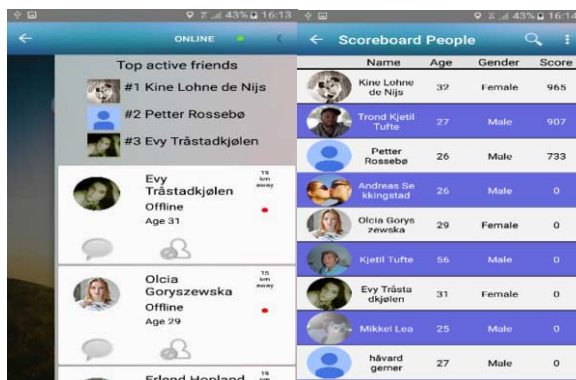 43% 16:13
ONLINE
Top active friends
#1 Kine Lohne de Nijs
#2 Petter Rossebø
#3 Evy Tråstadkjølen
Evy
Tråstadkjølen
19
km
away
Offline
Age 31
Olcia
Goryszewska
15
km
away
Offline
Age 29
Erlend Hopland
19
km
43% 16:14
Scoreboard People
Name Age Gender Score
Kine Lohne
de Nijs 32 Female 965
Trond Kjetil
Tufte 27 Male 907
Petter
Rossebø 26 Male 733
Andreas Se
kkingstad 26 Male 0
Olcia Gorys
zewska 29 Female 0
Kjetil Tufte 56 Male 0
Evy Tråsta
dkjølen 31 Female 0
Mikkel Lea 25 Male 0
håvard
gerner 27 Male 0